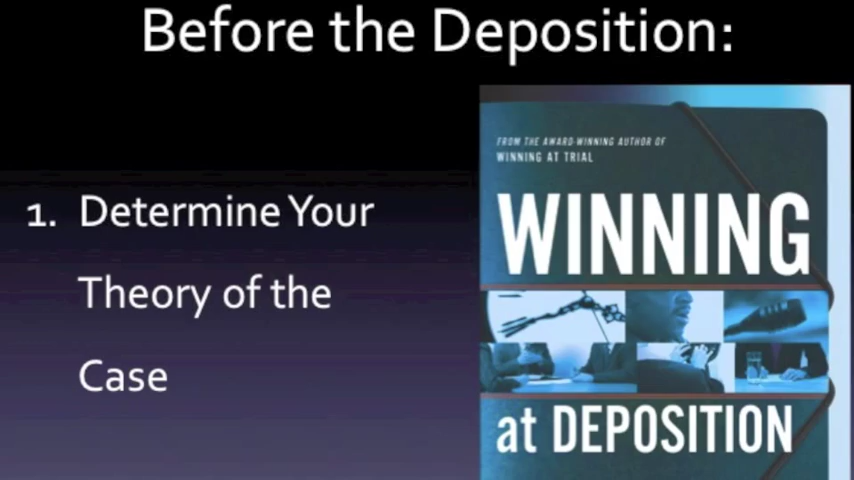 Before the Deposition:
1. Determine Your
Theory of the
Case
FROM THE AWARD-WINNING AUTHOR OF
WINNING AT TRIAL
WINNING
at DEPOSITION